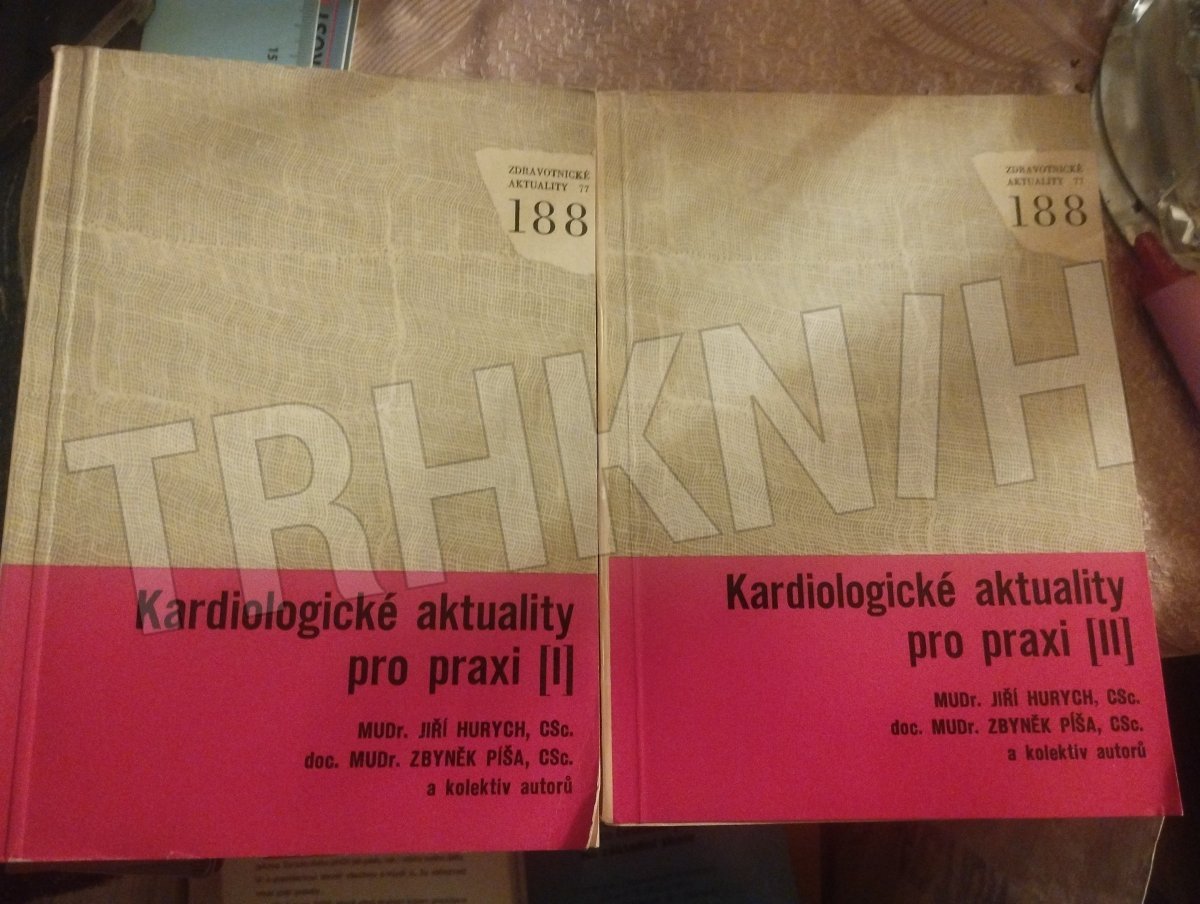 ZDRAVOTNICKÉ
AKTUALITY 77
188
Kardiologické aktuality
pro praxi [I]
MUDr. JIŘÍ HURYCH, CSc.
doc. MUDr. ZBYNĚK PÍŠA, CSc.
a kolektiv autorů
ZDRAVOTNICKÉ
AKTUALITY 77
188
Kardiologické aktuality
pro praxi [II]
MUDr. JIŘÍ HURYCH, CSc.
doc. MUDr. ZBYNĚK PÍŠA, CSc.
a kolektiv autorů
TRHKNIH
15